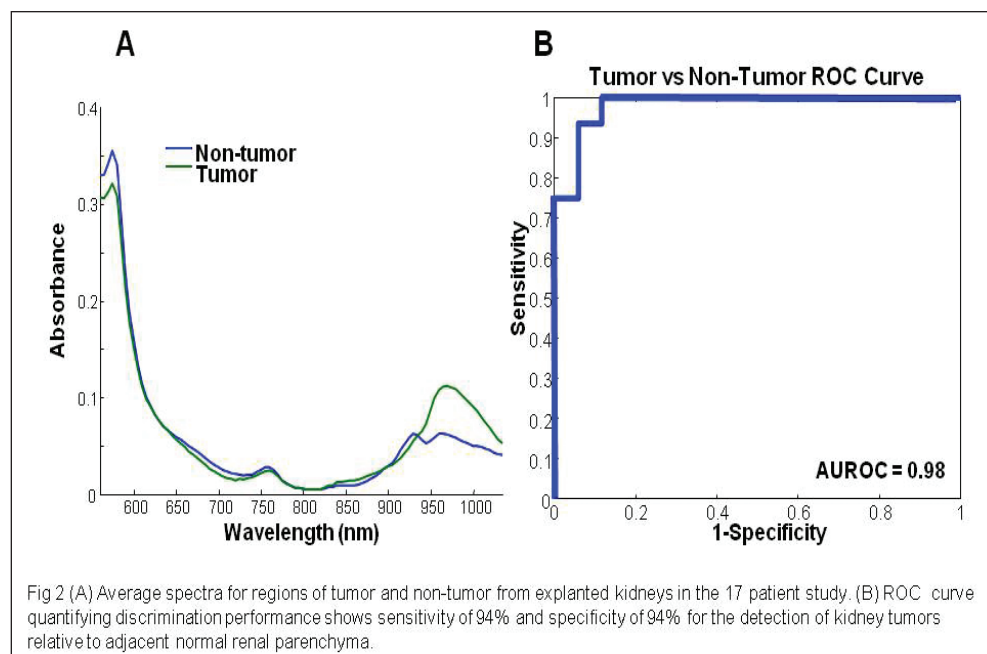 A
B
Tumor vs Non-Tumor ROC Curve
0.4
0.3
0.2
0.1
0
Non-tumor
Tumor
Absorbance
600 650 700 750 800 850 900 950 1000
Wavelength (nm)
1
0.9
0.8
0.7
0.6
0.5
0.4
0.3
0.2
0.1
0
Sensitivity
AUROC = 0.98
0 0.2 0.4 0.6 0.8 1
1-Specificity
Fig 2 (A) Average spectra for regions of tumor and non-tumor from explanted kidneys in the 17 patient study. (B) ROC curve
quantifying discrimination performance shows sensitivity of 94% and specificity of 94% for the detection of kidney tumors
relative to adjacent normal renal parenchyma.